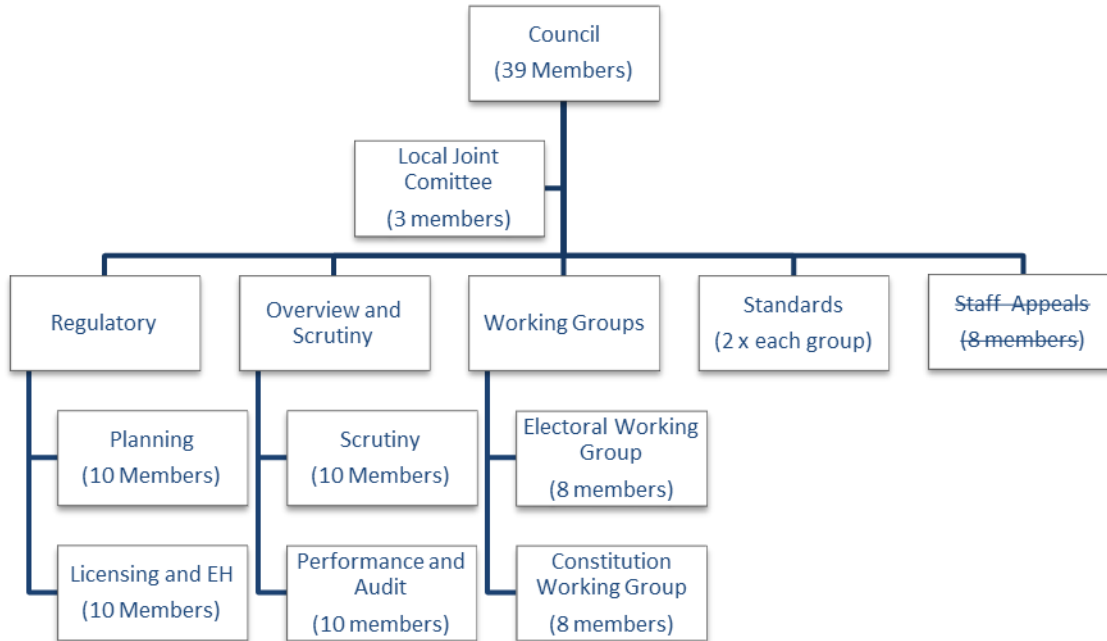 Council
(39 Members)
Local Joint
Comittee
(3 members)
Regulatory
Overview and
Scrutiny
Working Groups
Standards
(2 x each group)
Staff Appeals
(8 members)
Planning
(10 Members)
Scrutiny
(10 Members)
Electoral Working
Group
(8 members)
Licensing and EH
(10 Members)
Performance and
Audit
(10 members)
Constitution
Working Group
(8 members)